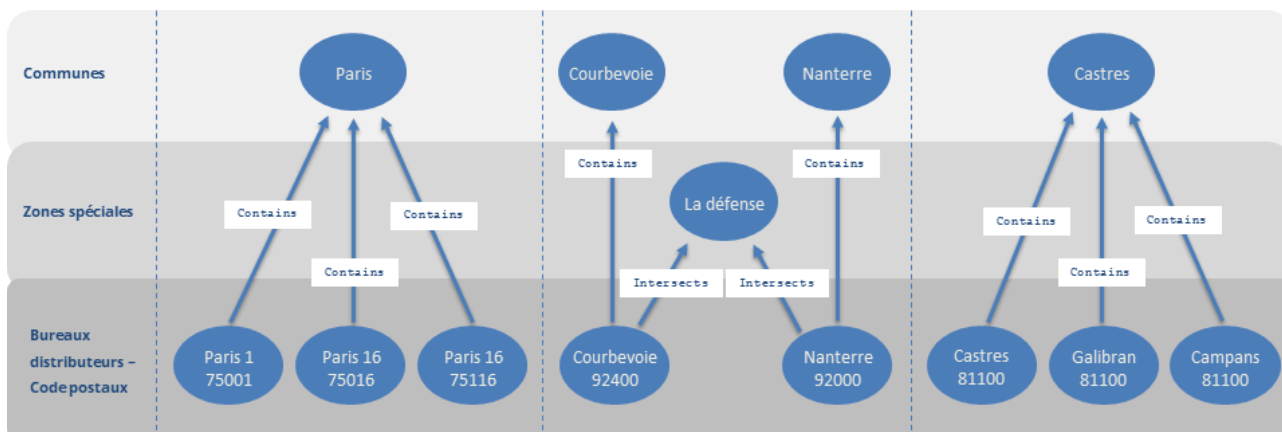 Communes
Paris
Courbevoie
Nanterre
Castres
Contains
Contains
Zones spéciales
La défense
Contains
Contains
Contains
Contains
Contains
Intersects
Intersects
Contains
Bureaux
distributeurs –
Code postaux
Paris 1
75001
Paris 16
75016
Paris 16
75116
Courbevoie
92400
Nanterre
92000
Castres
81100
Galibran
81100
Campans
81100